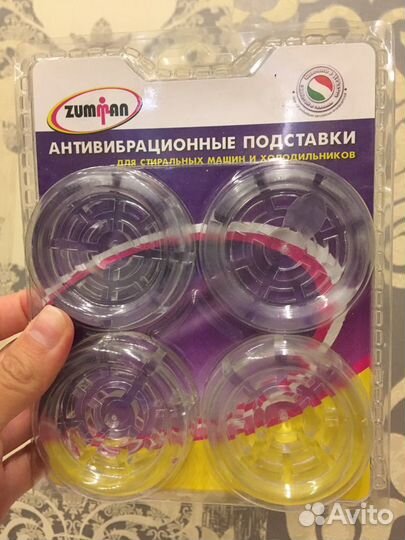 ZUMMAN
АНТИВИБРАЦИОННЫЕ ПОДСТАВКИ
ДЛЯ СТИРАЛЬНЫХ МАШИН И ХОЛОДИЛЬНИКОВ
Avito